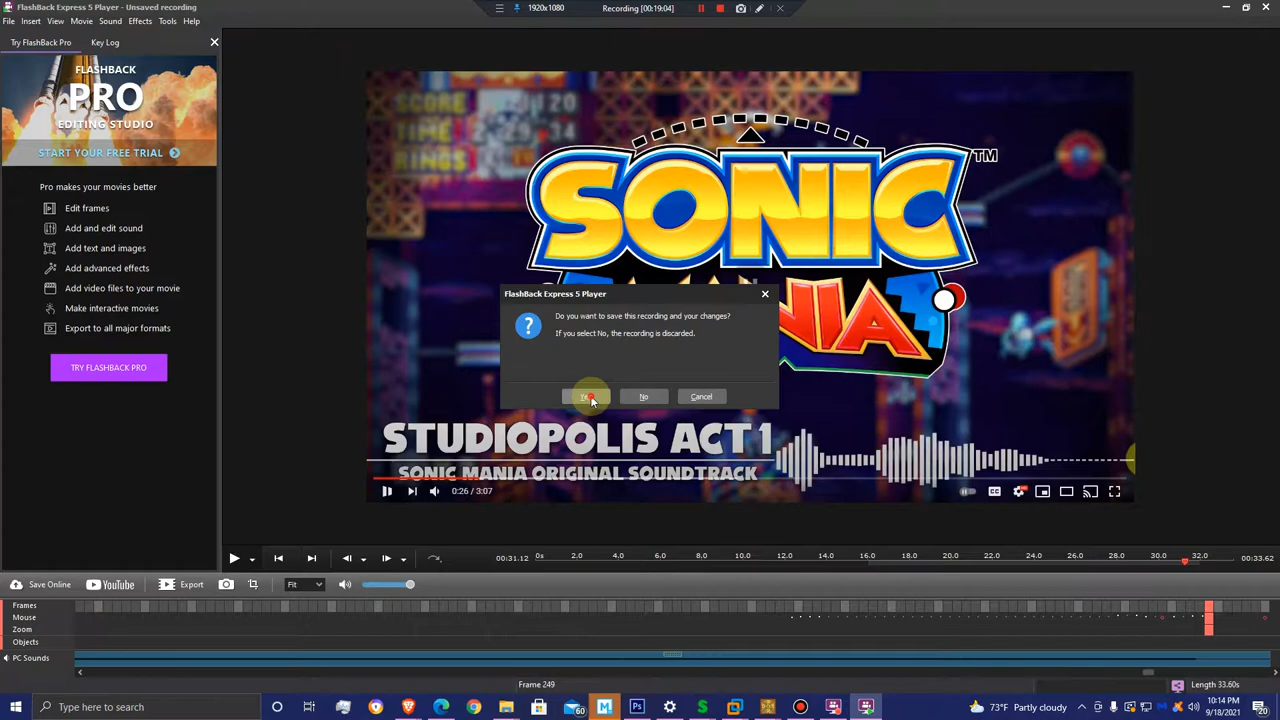 FlashBack Express 5 Player - Unsaved recording
1920x1080
Recording [00:19:04]
File Insert Edit View Movie Sound Effects Tools Help
Try FlashBack Pro
Key Log
FLASHBACK
PRO
EDITING STUDIO
START YOUR FREE TRIAL
Pro makes your movies better
Edit frames
Add and edit sound
Add text and images
Add advanced effects
Add video files to your movie
Make interactive movies
Export to all major formats
TRY FLASHBACK PRO
SCORE
TIME
RINGS
SONIC
TM
FlashBack Express 5 Player
Do you want to save this recording and your changes?
If you select No, the recording is discarded.
No
Cancel
STUDIOPOLIS ACT 1
SONIC MANIA ORIGINAL SOUNDTRACK
0:26 / 3:07
CC
00:31.12
0s 2.0 4.0 6.0 8.0 10.0 12.0 14.0 16.0 18.0 20.0 22.0 24.0 26.0 28.0 30.0 32.0
00:33.62
Save Online
YouTube
Export
Fit
Frames
Mouse
Zoom
Objects
PC Sounds
Frame 249
Length 33.60s
Type here to search
60
73°F Partly cloudy
10:14 PM
9/18/2021
20